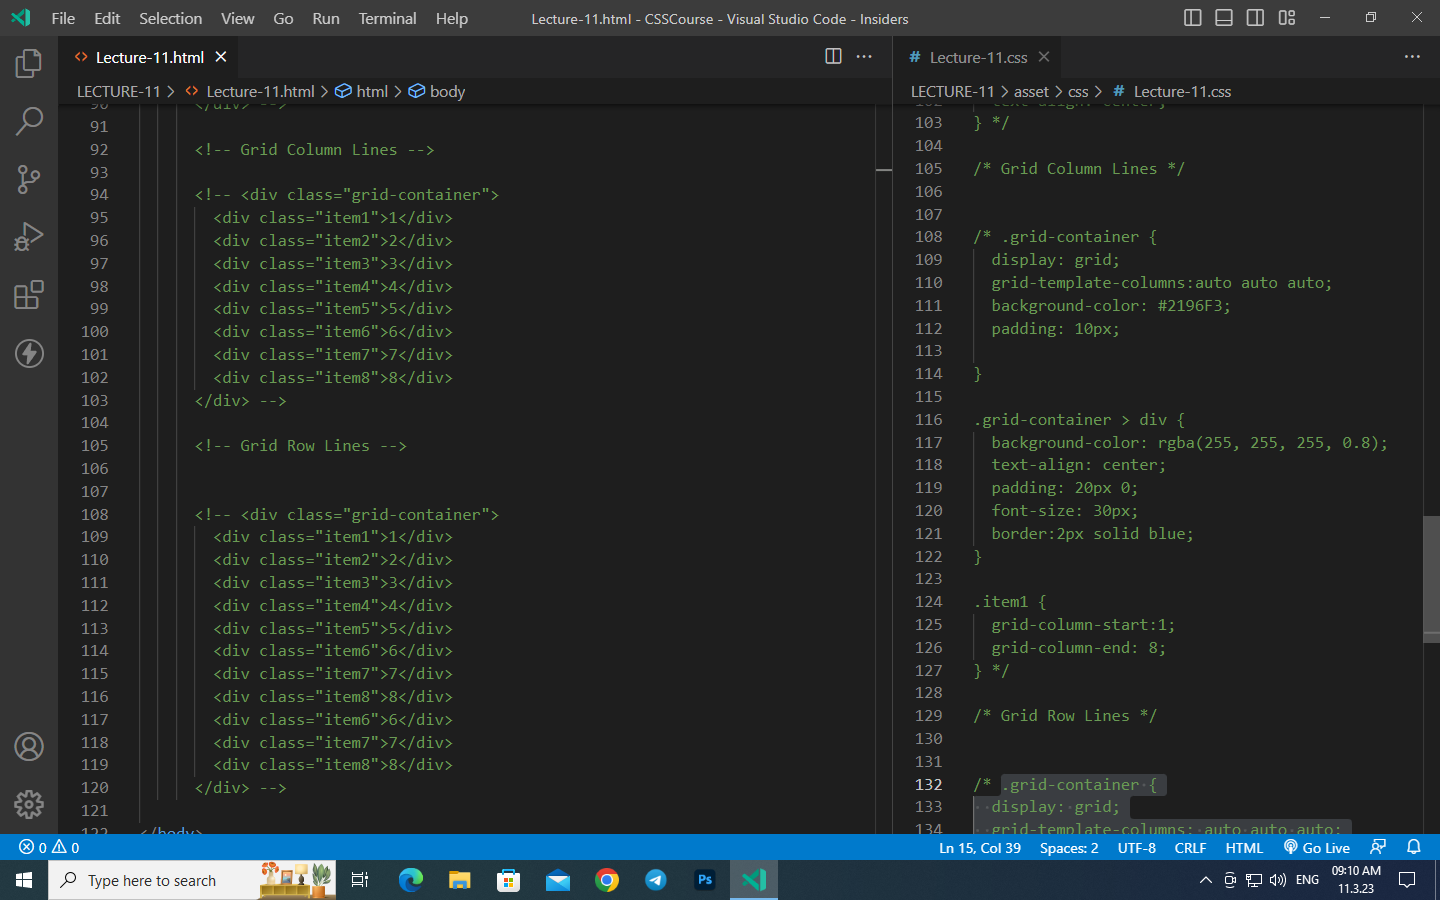 File Edit Selection View Go Run Terminal Help Lecture-11.html - CSSCourse - Visual Studio Code - Insiders
Lecture-11.html
LECTURE-11 > Lecture-11.html > html > body
90 </div> -->
91
92 <!-- Grid Column Lines -->
93
94 <!-- <div class="grid-container">
95 <div class="item1">1</div>
96 <div class="item2">2</div>
97 <div class="item3">3</div>
98 <div class="item4">4</div>
99 <div class="item5">5</div>
100 <div class="item6">6</div>
101 <div class="item7">7</div>
102 <div class="item8">8</div>
103 </div> -->
104
105 <!-- Grid Row Lines -->
106
107
108 <!-- <div class="grid-container">
109 <div class="item1">1</div>
110 <div class="item2">2</div>
111 <div class="item3">3</div>
112 <div class="item4">4</div>
113 <div class="item5">5</div>
114 <div class="item6">6</div>
115 <div class="item7">7</div>
116 <div class="item8">8</div>
117 <div class="item6">6</div>
118 <div class="item7">7</div>
119 <div class="item8">8</div>
120 </div> -->
121
122 </body>
# Lecture-11.css
LECTURE-11 > asset > css > # Lecture-11.css
102 text-align: center;
103 } */
104
105 /* Grid Column Lines */
106
107
108 /* .grid-container {
109 display: grid;
110 grid-template-columns:auto auto auto;
111 background-color: #2196F3;
112 padding: 10px;
113
114 }
115
116 .grid-container > div {
117 background-color: rgba(255, 255, 255, 0.8);
118 text-align: center;
119 padding: 20px 0;
120 font-size: 30px;
121 border:2px solid blue;
122 }
123
124 .item1 {
125 grid-column-start:1;
126 grid-column-end: 8;
127 } */
128
129 /* Grid Row Lines */
130
131
132 /* .grid-container {
133 display: grid;
134 grid-template-columns: auto auto auto;
0 0 Ln 15, Col 39 Spaces: 2 UTF-8 CRLF HTML Go Live
Type here to search Ps ENG 09:10 AM
11.3.23